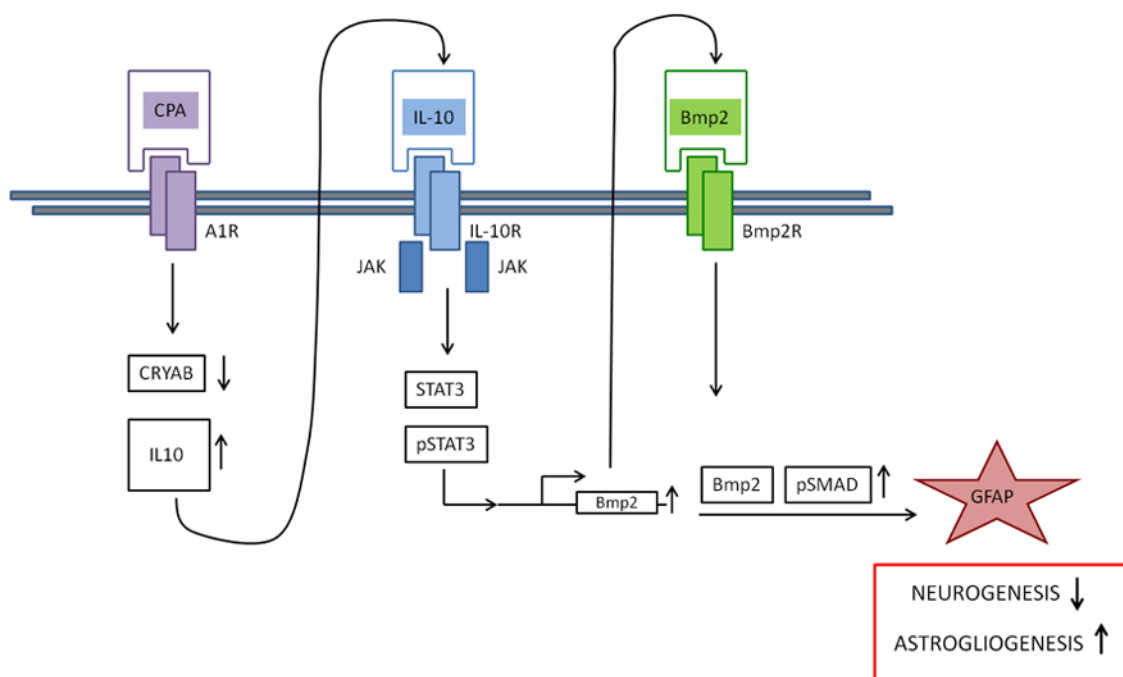 CPA
IL-10
Bmp2
A1R
IL-10R
Bmp2R
JAK
JAK
CRYAB
IL10
STAT3
pSTAT3
Bmp2
Bmp2
pSMAD
GFAP
NEUROGENESIS
ASTROGLIOGENESIS